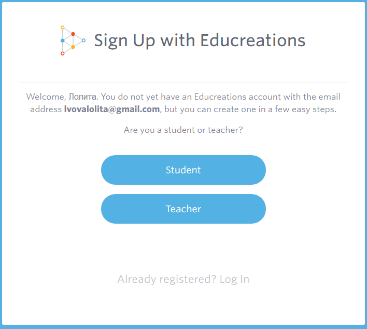 Sign Up with Educreations
Welcome, Лолита. You do not yet have an Educreations account with the email
address lvovalolita@gmail.com, but you can create one in a few easy steps.
Are you a student or teacher?
Student
Teacher
Already registered? Log In